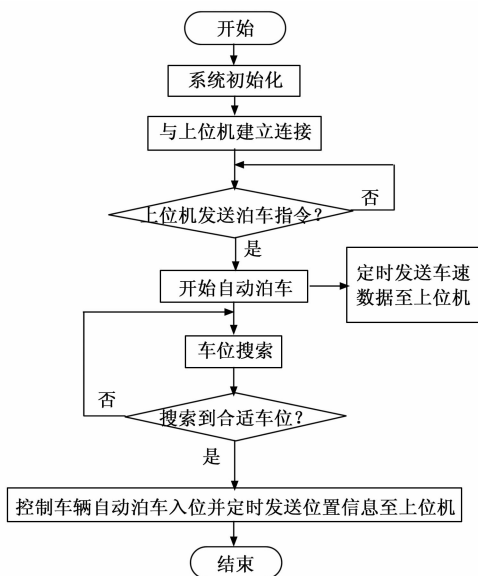 开始
系统初始化
与上位机建立连接
否
上位机发送泊车指令？
是
开始自动泊车
定时发送车速
数据至上位机
车位搜索
否
搜索到合适车位？
是
控制车辆自动泊车入位并定时发送位置信息至上位机
结束